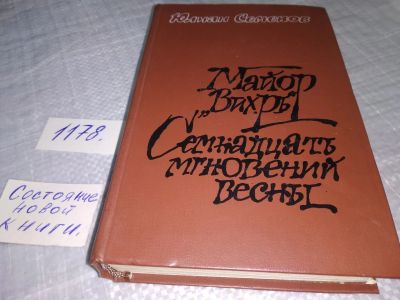 Юлиан Семенов
Майор
"Вихрь"
Семнадцать
мгновений
весны
1178.
Состояние
новой
книги.